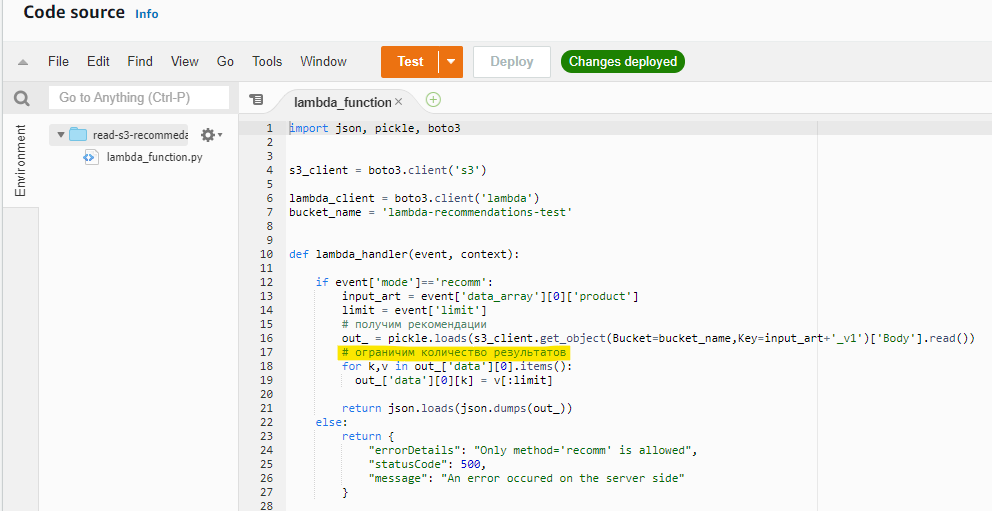 Code source Info
File Edit Find View Go Tools Window Test Deploy Changes deployed
Go to Anything (Ctrl-P)
lambda_function
Environment
read-s3-recommeda
lambda_function.py
1 import json, pickle, boto3
2
3
4 s3_client = boto3.client('s3')
5
6 lambda_client = boto3.client('lambda')
7 bucket_name = 'lambda-recommendations-test'
8
9
10 def lambda_handler(event, context):
11
12 if event['mode']=='recomm':
13 input_art = event['data_array'][0]['product']
14 limit = event['limit']
15 # получим рекомендации
16 out_ = pickle.loads(s3_client.get_object(Bucket=bucket_name,Key=input_art+'_v1')['Body'].read())
17 # ограничим количество результатов
18 for k,v in out_['data'][0].items():
19 out_['data'][0][k] = v[:limit]
20
21 return json.loads(json.dumps(out_))
22 else:
23 return {
24 "errorDetails": "Only method='recomm' is allowed",
25 "statusCode": 500,
26 "message": "An error occured on the server side"
27 }
28